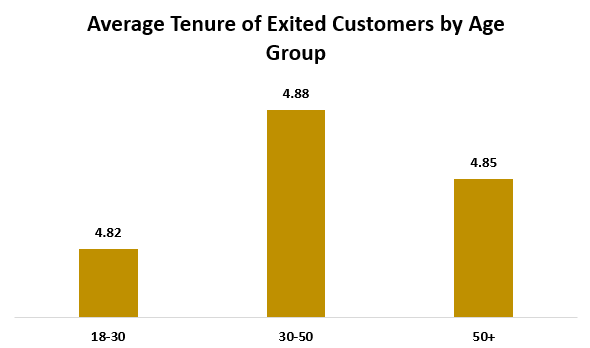 Average Tenure of Exited Customers by Age
Group
4.88
4.85
4.82
18-30 30-50 50+